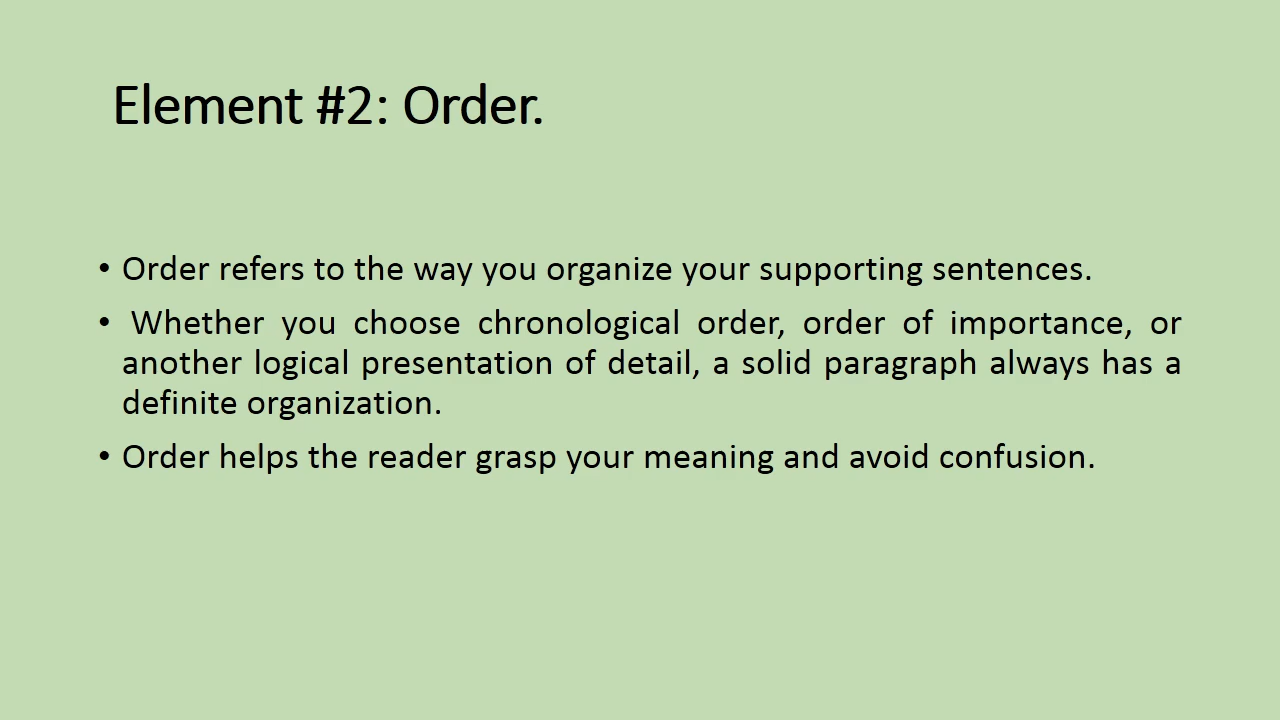 Element #2: Order.
• Order refers to the way you organize your supporting sentences.
• Whether you choose chronological order, order of importance, or
another logical presentation of detail, a solid paragraph always has a
definite organization.
• Order helps the reader grasp your meaning and avoid confusion.